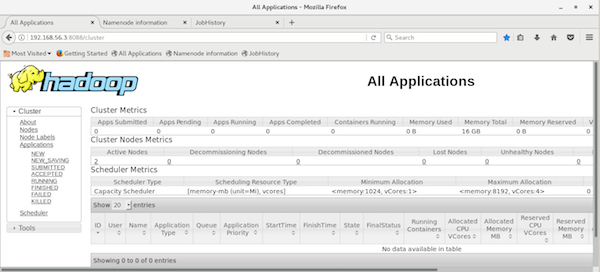 All Applications - Mozilla Firefox
All Applications Namenode information JobHistory
192.168.56.3:8088/cluster Search
Most Visited Getting Started All Applications Namenode information JobHistory
hadoop
All Applications
Cluster
About
Nodes
Node Labels
Applications
NEW
NEW_SAVING
SUBMITTED
ACCEPTED
RUNNING
FINISHED
FAILED
KILLED
Scheduler
Tools
Cluster Metrics
Apps Submitted Apps Pending Apps Running Apps Completed Containers Running Memory Used Memory Total Memory Reserved V
0 0 0 0 0 0 B 16 GB 0 B 0
Cluster Nodes Metrics
Active Nodes Decommissioning Nodes Decommissioned Nodes Lost Nodes Unhealthy Nodes
2 0 0 0 0 0
Scheduler Metrics
Scheduler Type Scheduling Resource Type Minimum Allocation Maximum Allocation
Capacity Scheduler [memory-mb (unit=Mi), vcores] <memory:1024, vCores:1> <memory:8192, vCores:4> 0
Show 20 entries
ID User Name Application Type Queue Application Priority StartTime FinishTime State FinalStatus Running Containers Allocated CPU VCores Allocated Memory MB Reserved CPU VCores Reserved Memory MB
No data available in table
Showing 0 to 0 of 0 entries